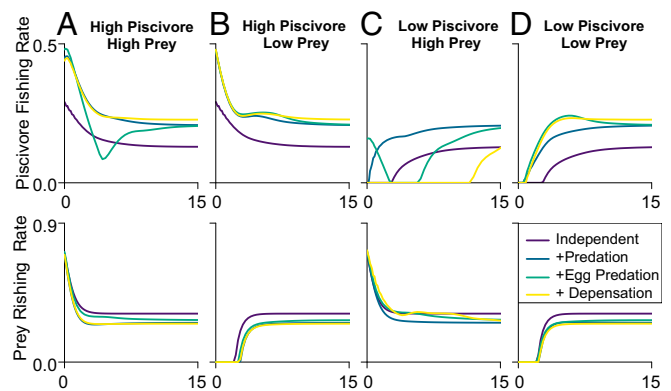 A High Piscivore
High Prey
B High Piscivore
Low Prey
C Low Piscivore
High Prey
D Low Piscivore
Low Prey
Piscivore Fishing Rate
0.5
0.0
0 15
0 15
0 15
0 15
Prey Rishing Rate
0.9
0.0
Independent
+Predation
+Egg Predation
+ Depensation
0 15
0 15
0 15
0 15